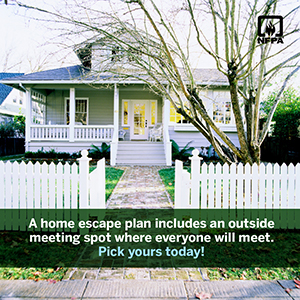 NFPA
A home escape plan includes an outside
meeting spot where everyone will meet.
Pick yours today!